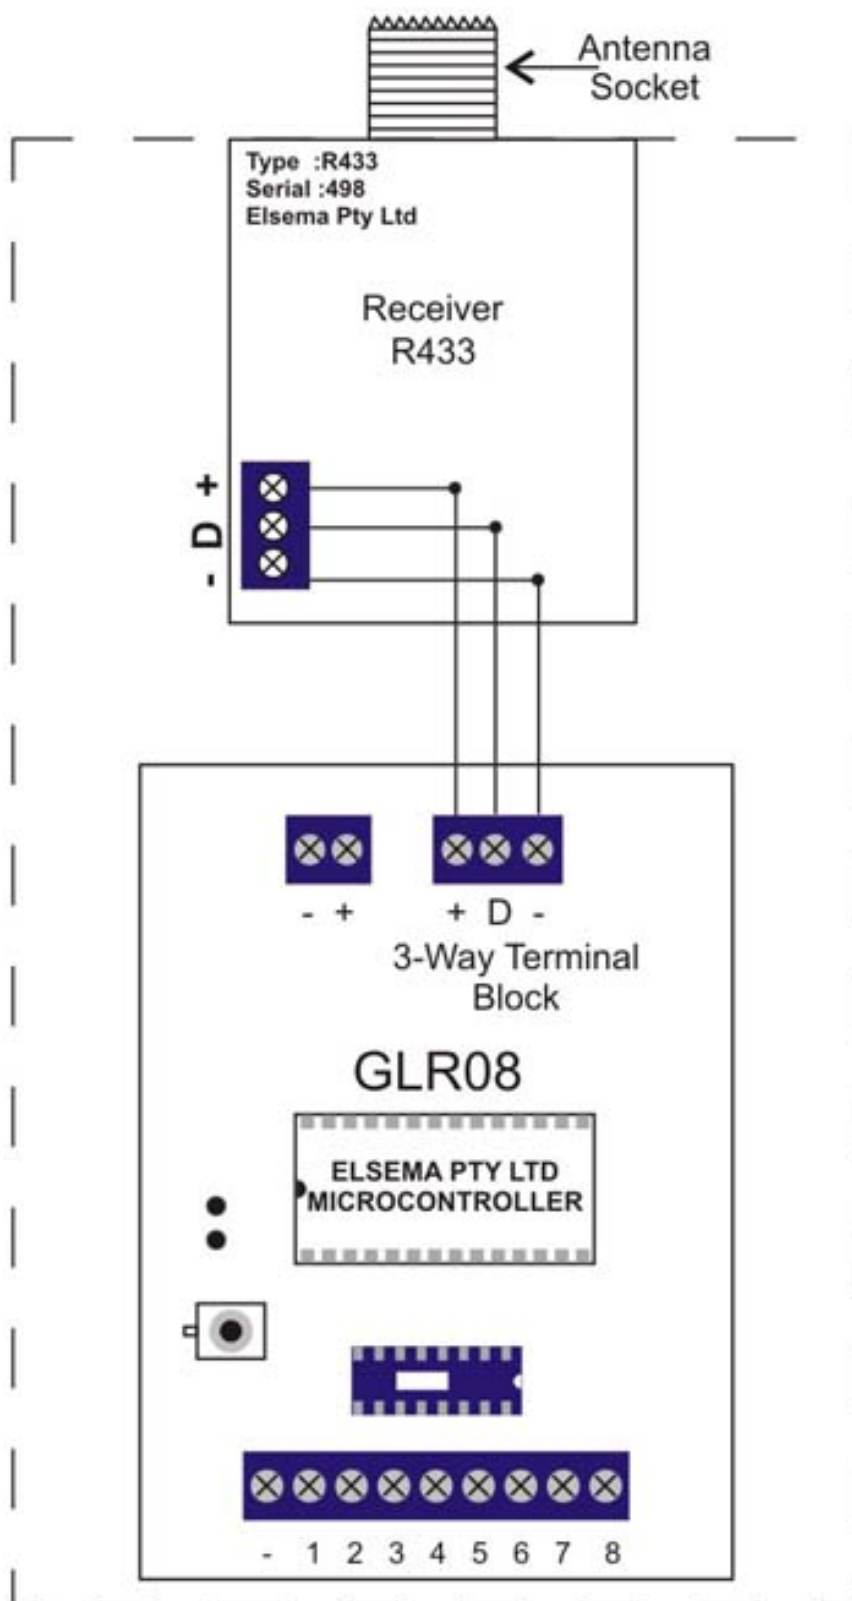 Antenna
Socket
Type :R433
Serial :498
Elsema Pty Ltd
Receiver
R433
+
D
-
- +
+ D -
3-Way Terminal
Block
GLR08
ELSEMA PTY LTD
MICROCONTROLLER
- 1 2 3 4 5 6 7 8